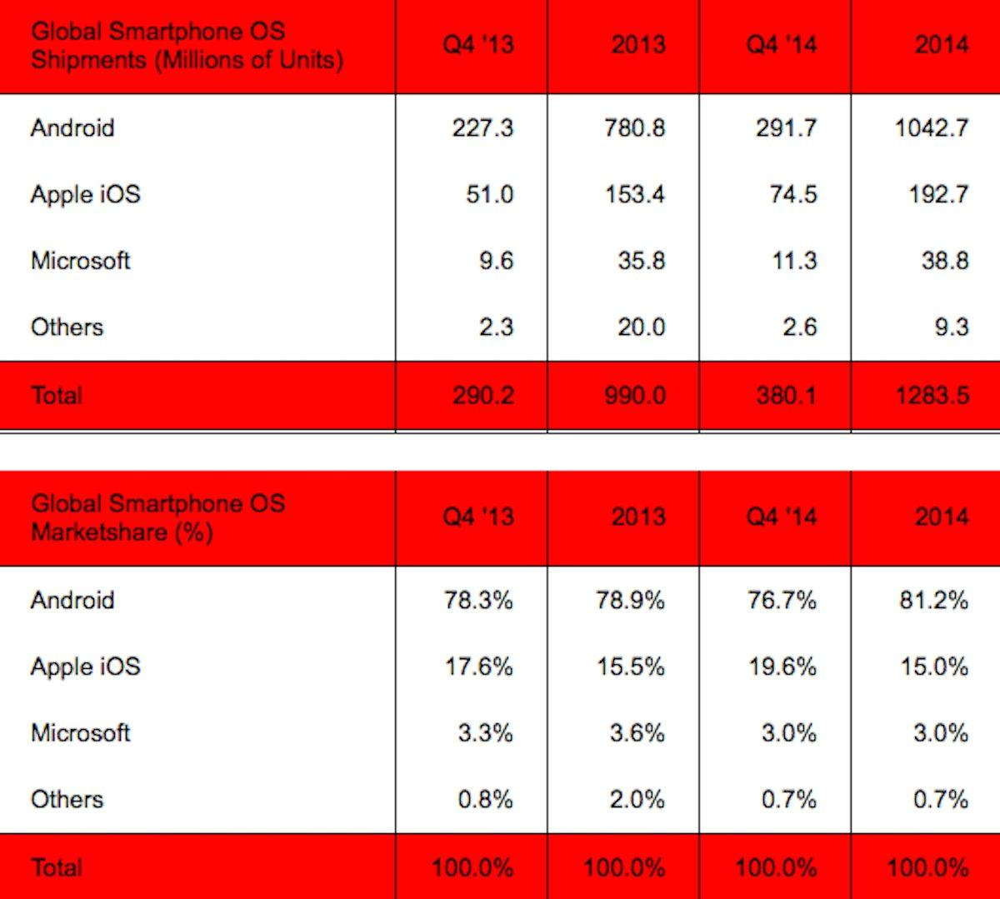 Global Smartphone OS
Shipments (Millions of Units) Q4 '13 2013 Q4 '14 2014
Android 227.3 780.8 291.7 1042.7
Apple iOS 51.0 153.4 74.5 192.7
Microsoft 9.6 35.8 11.3 38.8
Others 2.3 20.0 2.6 9.3
Total 290.2 990.0 380.1 1283.5
Global Smartphone OS
Marketshare (%) Q4 '13 2013 Q4 '14 2014
Android 78.3% 78.9% 76.7% 81.2%
Apple iOS 17.6% 15.5% 19.6% 15.0%
Microsoft 3.3% 3.6% 3.0% 3.0%
Others 0.8% 2.0% 0.7% 0.7%
Total 100.0% 100.0% 100.0% 100.0%